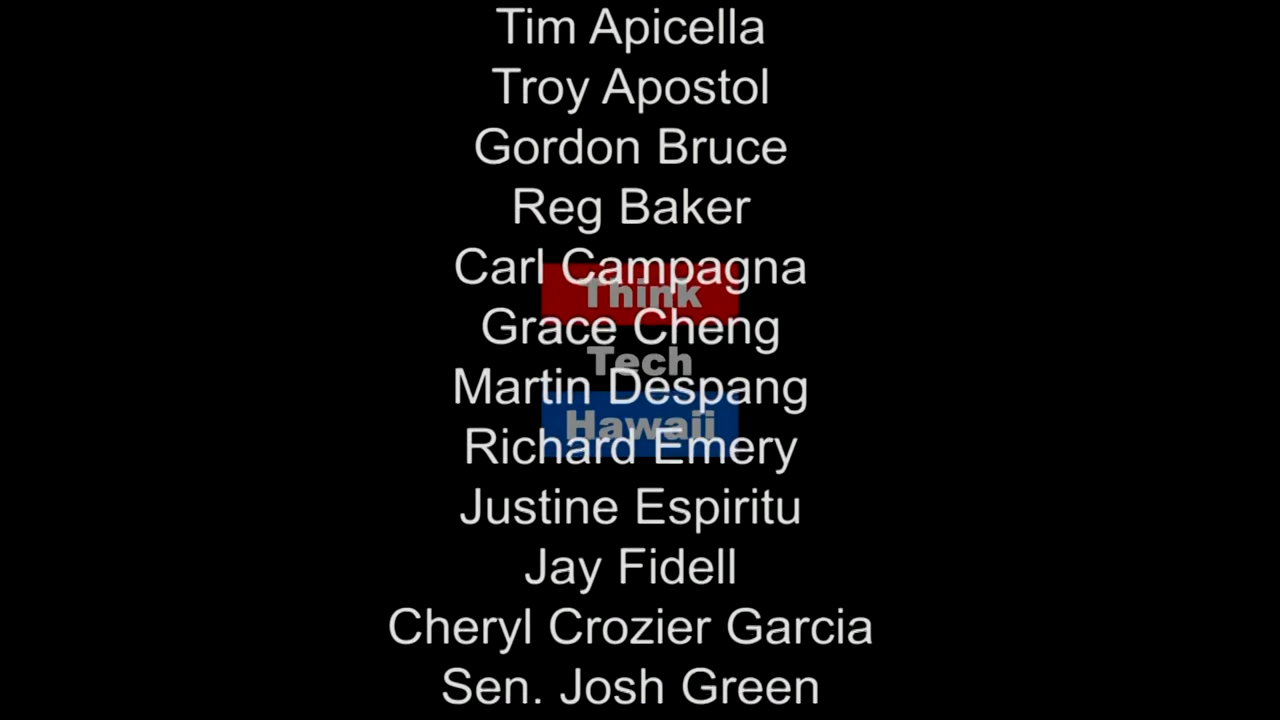 Tim Apicella
Troy Apostol
Gordon Bruce
Reg Baker
Carl Campagna
Think
Grace Cheng
Tech
Martin Despang
Hawaii
Richard Emery
Justine Espiritu
Jay Fidell
Cheryl Crozier Garcia
Sen. Josh Green